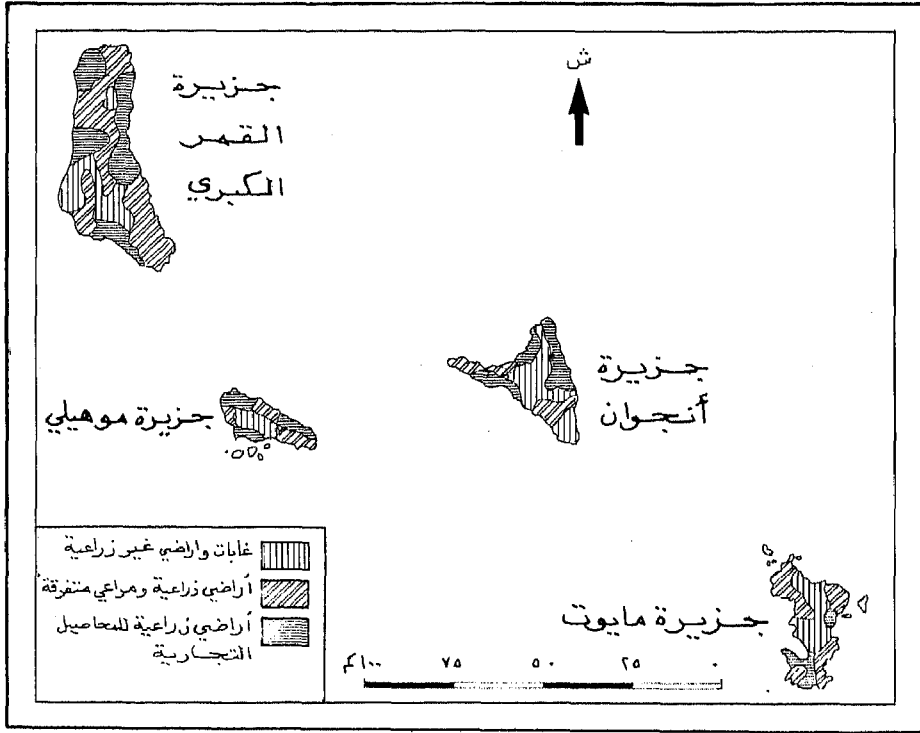 ش
جزيرة
القمر
الكبري
جزيرة
أنجوان
جزيرة موهيلي
جزيرة مايوت
غابات واراضي غير زراعية
أراضي زراعية ومراعي متفرقة
أراضي زراعية للمحاصيل
التجارية
٠ ٢٥ ٥٠ ٧٥ ١٠٠كم